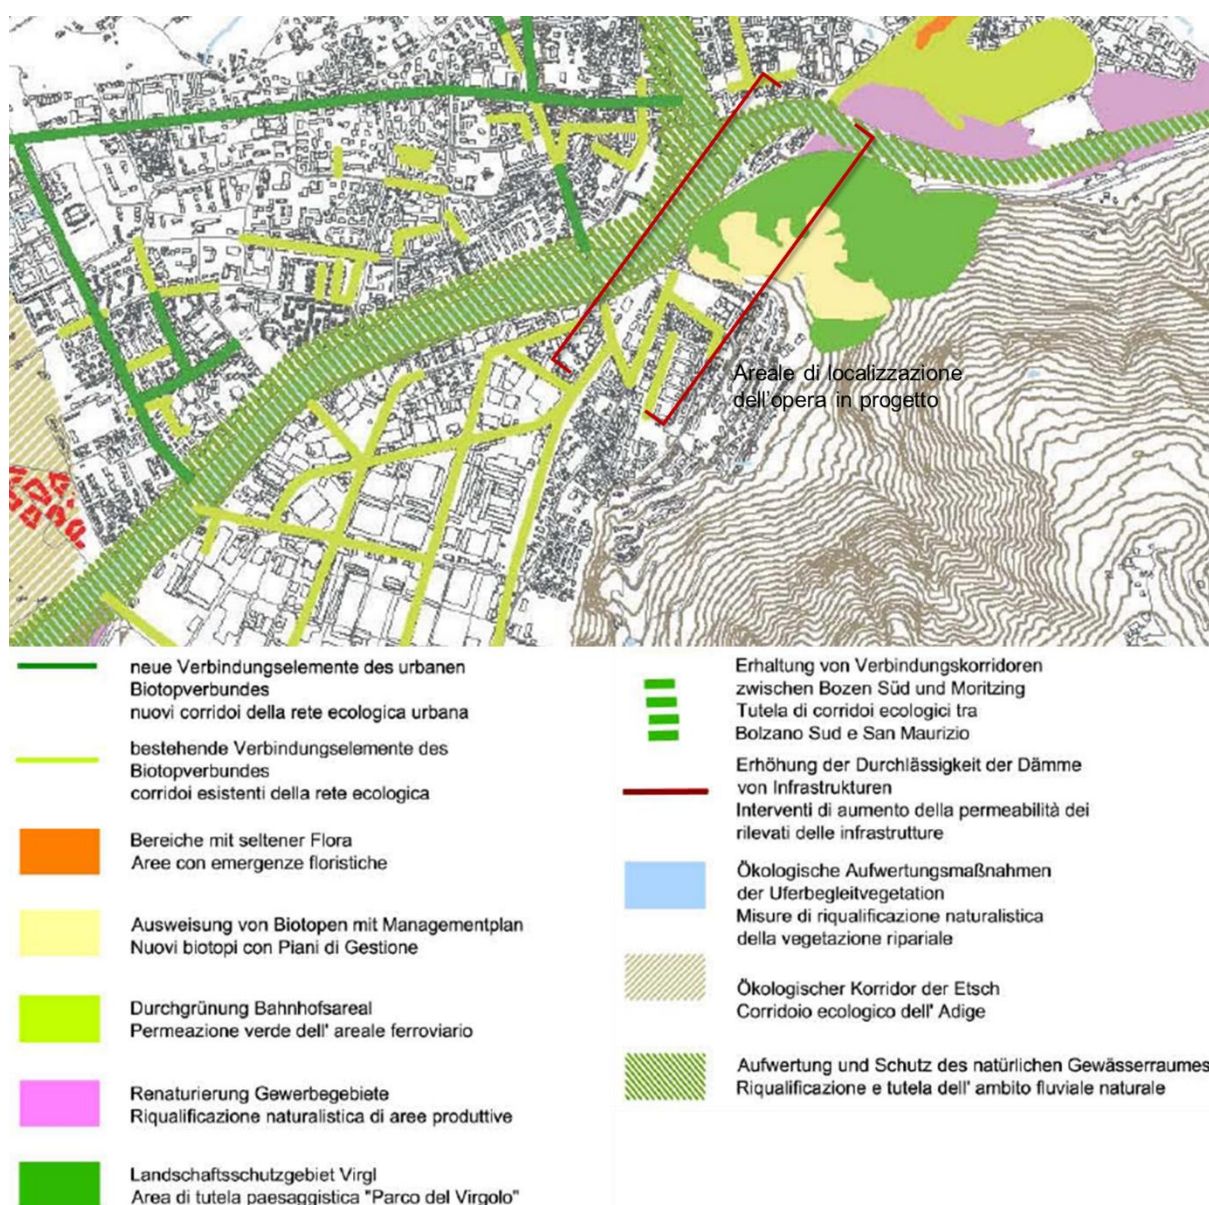 Areale di localizzazione
dell'opera in progetto
neue Verbindungselemente des urbanen
Biotopverbundes
nuovi corridoi della rete ecologica urbana
bestehende Verbindungselemente des
Biotopverbundes
corridoi esistenti della rete ecologica
Bereiche mit seltener Flora
Aree con emergenze floristiche
Ausweisung von Biotopen mit Managementplan
Nuovi biotopi con Piani di Gestione
Durchgrünung Bahnhofsareal
Permeazione verde dell' areale ferroviario
Renaturierung Gewerbegebiete
Riqualificazione naturalistica di aree produttive
Landschaftsschutzgebiet Virgl
Area di tutela paesaggistica "Parco del Virgolo"
Erhaltung von Verbindungskorridoren
zwischen Bozen Süd und Moritzing
Tutela di corridoi ecologici tra
Bolzano Sud e San Maurizio
Erhöhung der Durchlässigkeit der Dämme
von Infrastrukturen
Interventi di aumento della permeabilità dei
rilevati delle infrastrutture
Ökologische Aufwertungsmaßnahmen
der Uferbegleitvegetation
Misure di riqualificazione naturalistica
della vegetazione ripariale
Ökologischer Korridor der Etsch
Corridoio ecologico dell' Adige
Aufwertung und Schutz des natürlichen Gewässerraumes
Riqualificazione e tutela dell' ambito fluviale naturale